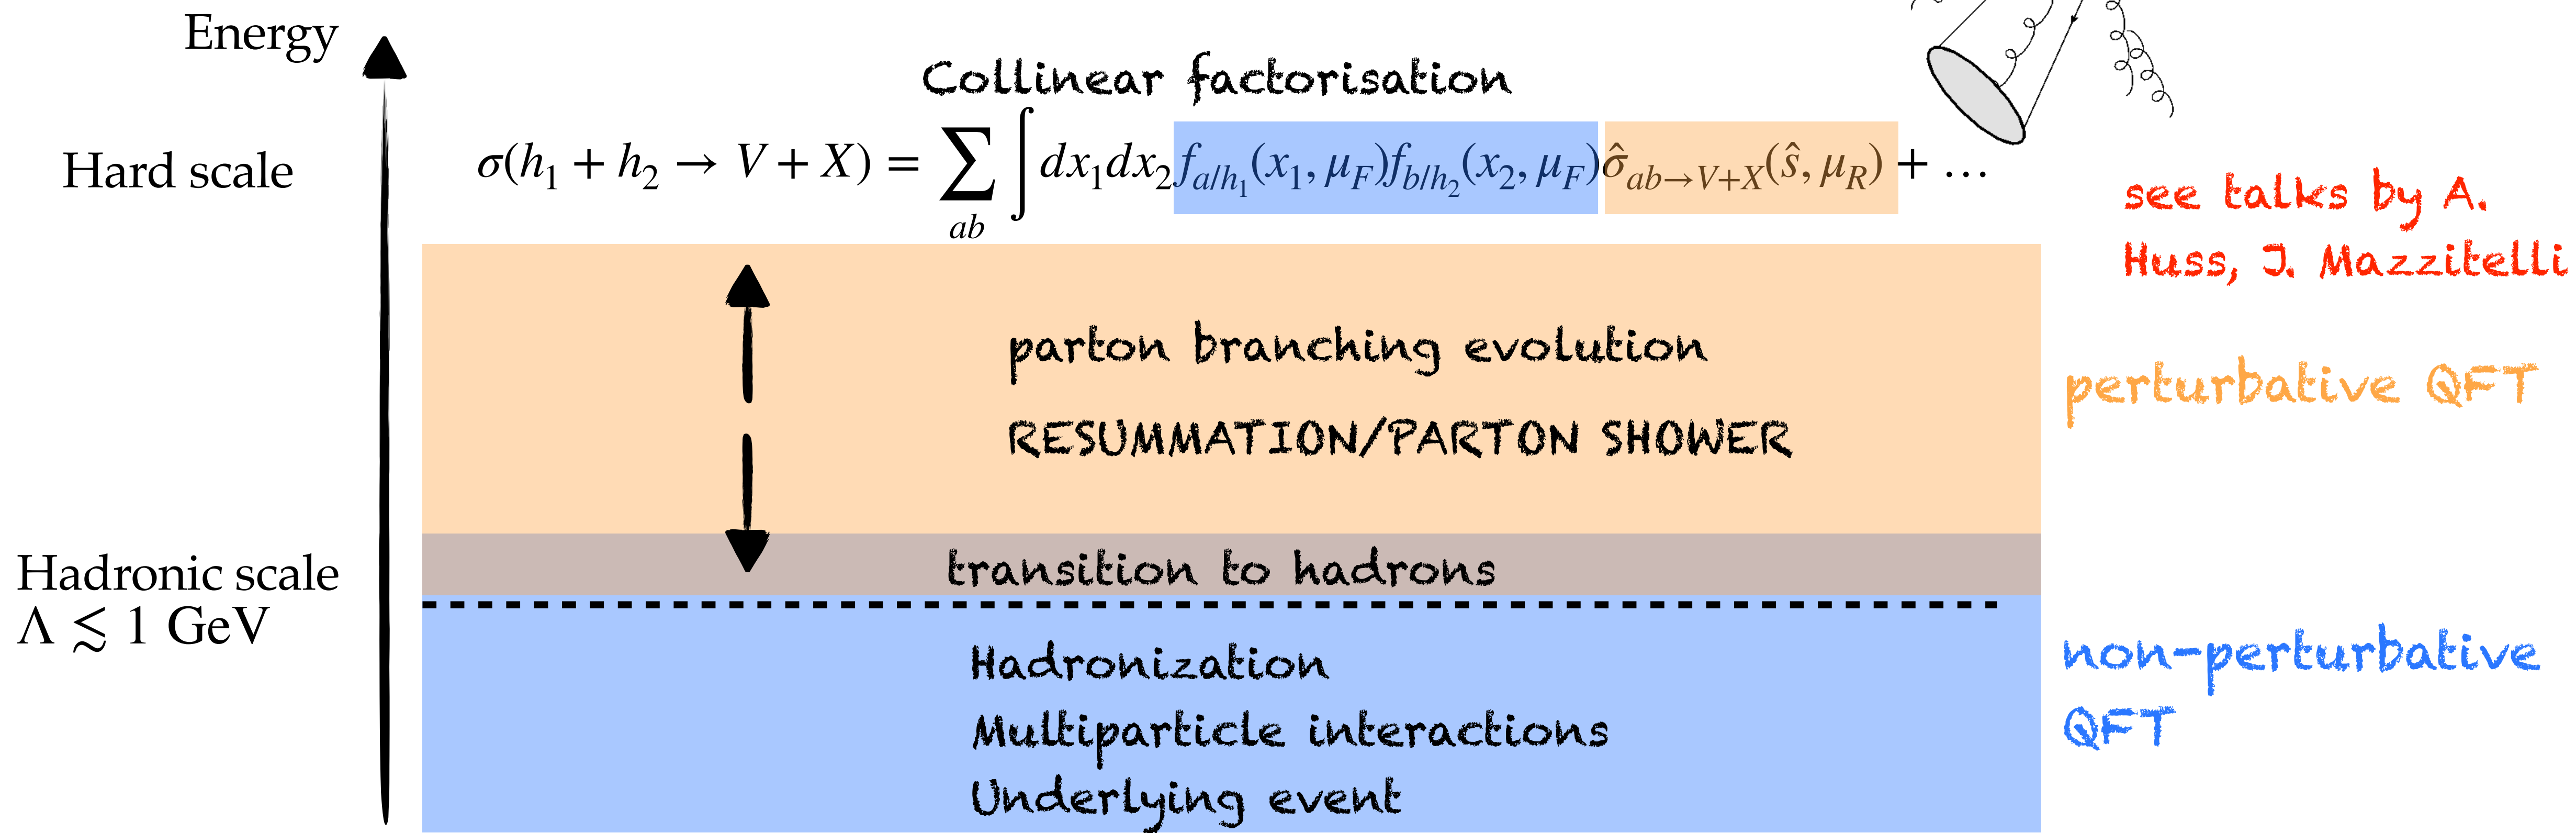 Energy
Collinear factorisation
Hard scale
σ(h₁ + h₂ → V + X) = ∑_{ab} ∫ dx₁dx₂ f_{a/h₁}(x₁, μ_F) f_{b/h₂}(x₂, μ_F) σ̂_{ab→V+X}(ŝ, μ_R) + …
see talks by A.
Huss, J. Mazzitelli
parton branching evolution
perturbative QFT
RESUMMATION/PARTON SHOWER
transition to hadrons
Hadronic scale
Λ ≲ 1 GeV
Hadronization
non-perturbative
QFT
Multiparticle interactions
Underlying event